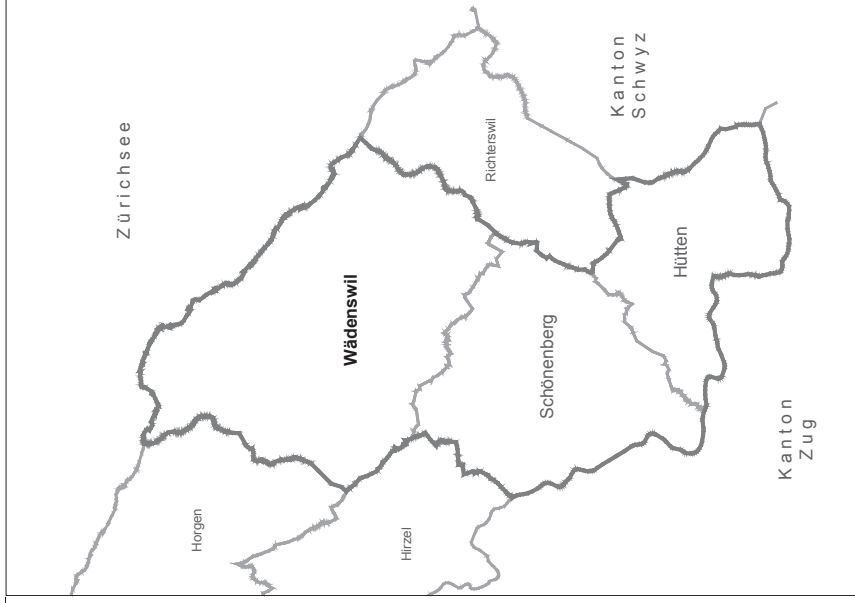 Zürichsee
Kanton
Schwyz
Richterswil
Wädenswil
Hütten
Schönenberg
Horgen
Hirzel
Kanton
Zug